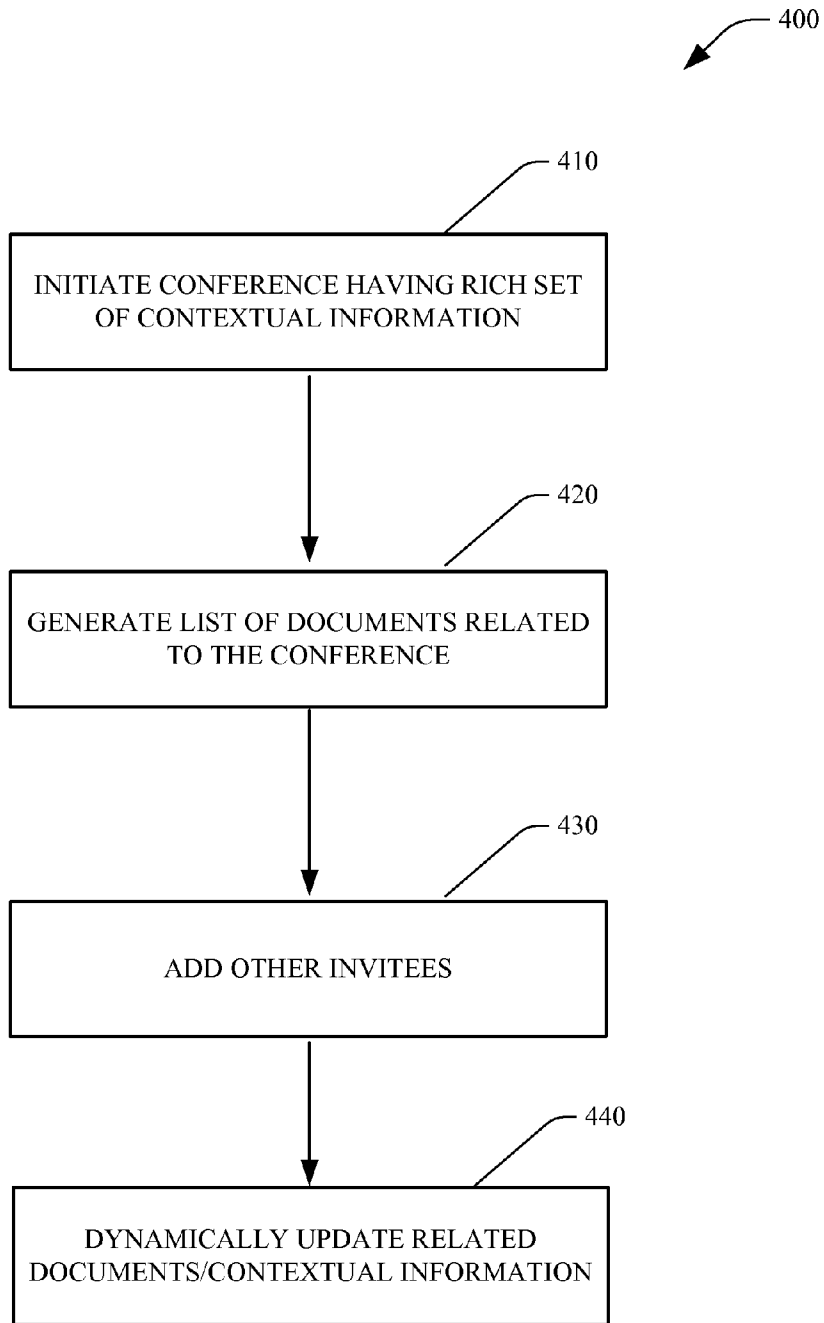 400
410
INITIATE CONFERENCE HAVING RICH SET
OF CONTEXTUAL INFORMATION
420
GENERATE LIST OF DOCUMENTS RELATED
TO THE CONFERENCE
430
ADD OTHER INVITEES
440
DYNAMICALLY UPDATE RELATED
DOCUMENTS/CONTEXTUAL INFORMATION